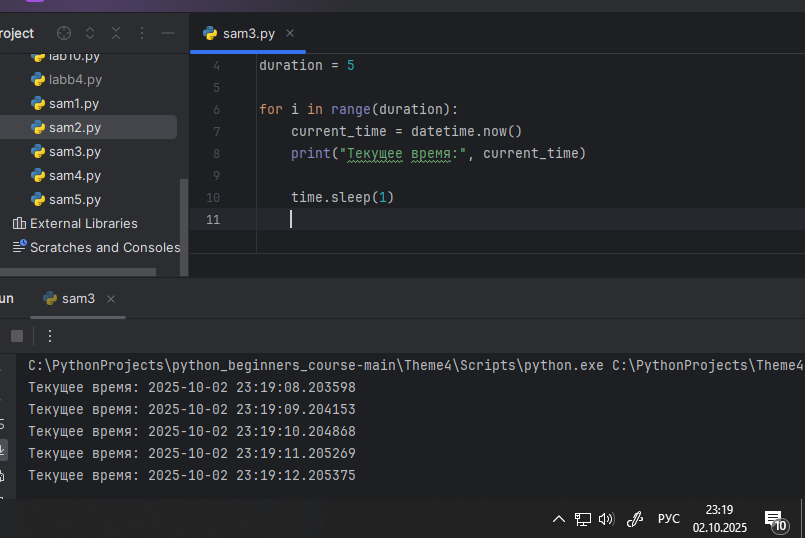 roject
sam3.py
lab10.py
labb4.py
sam1.py
sam2.py
sam3.py
sam4.py
sam5.py
External Libraries
Scratches and Consoles
4 duration = 5
5
6 for i in range(duration):
7 current_time = datetime.now()
8 print("Текущее время:", current_time)
9
10 time.sleep(1)
11
un
sam3
C:\PythonProjects\python_beginners_course-main\Theme4\Scripts\python.exe C:\PythonProjects\Theme4
Текущее время: 2025-10-02 23:19:08.203598
Текущее время: 2025-10-02 23:19:09.204153
Текущее время: 2025-10-02 23:19:10.204868
Текущее время: 2025-10-02 23:19:11.205269
Текущее время: 2025-10-02 23:19:12.205375
РУС
23:19
02.10.2025
10